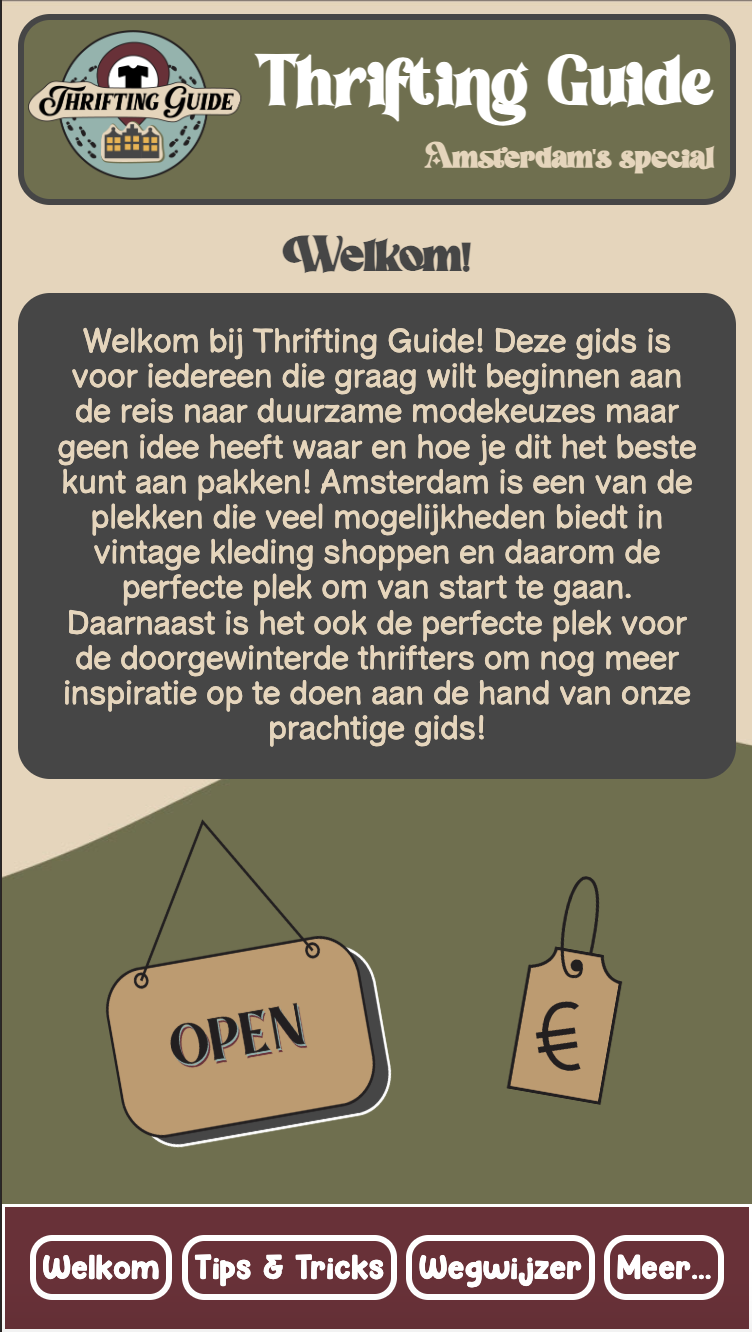 THRIFTING GUIDE
Thrifting Guide
Amsterdam's special
Welkom!
Welkom bij Thrifting Guide! Deze gids is
voor iedereen die graag wilt beginnen aan
de reis naar duurzame modekeuzes maar
geen idee heeft waar en hoe je dit het beste
kunt aan pakken! Amsterdam is een van de
plekken die veel mogelijkheden biedt in
vintage kleding shoppen en daarom de
perfecte plek om van start te gaan.
Daarnaast is het ook de perfecte plek voor
de doorgewinterde thrifters om nog meer
inspiratie op te doen aan de hand van onze
prachtige gids!
OPEN
€
Welkom
Tips & Tricks
Wegwijzer
Meer...